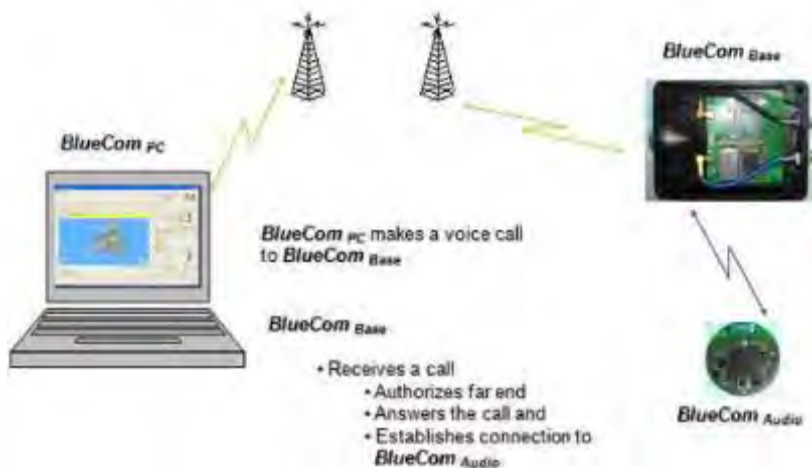 BlueCom Base
BlueCom PC
BlueCom PC makes a voice call
to BlueCom Base
BlueCom Base
• Receives a call
• Authorizes far end
• Answers the call and
• Establishes connection to
BlueCom Audio
BlueCom Audio